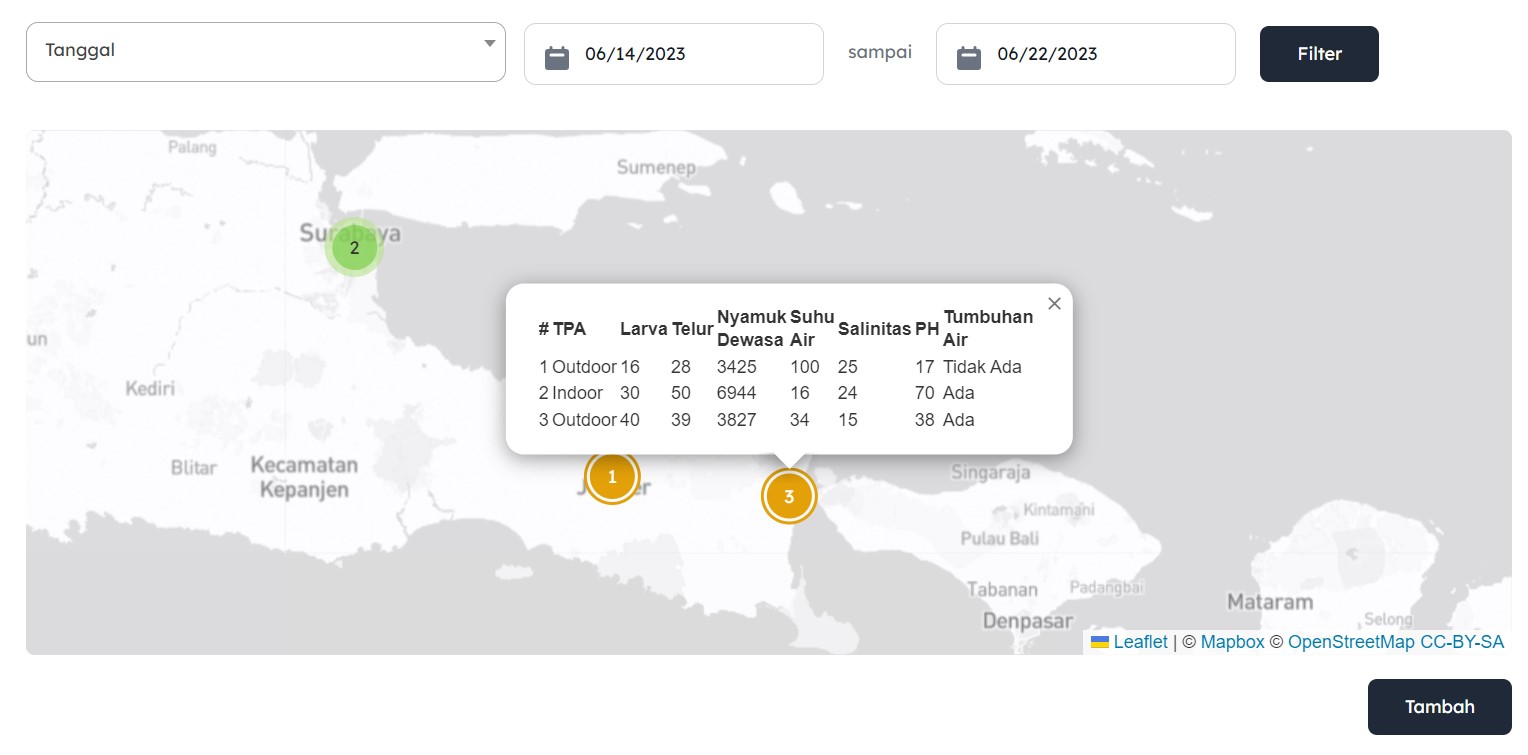 Tanggal
06/14/2023
sampai
06/22/2023
Filter
Palang
Sumenep
2
# TPA Larva Telur Nyamuk Dewasa Suhu Air Salinitas PH Tumbuhan Air
1 Outdoor 16 28 3425 100 25 17 Tidak Ada
2 Indoor 30 50 6944 16 24 70 Ada
3 Outdoor 40 39 3827 34 15 38 Ada
un
Kediri
Blitar
Kecamatan
Kepanjen
1
3
Singaraja
Kintamani
Pulau Bali
Tabanan
Padangbai
Denpasar
Mataram
Selong
Leaflet | © Mapbox © OpenStreetMap CC-BY-SA
Tambah